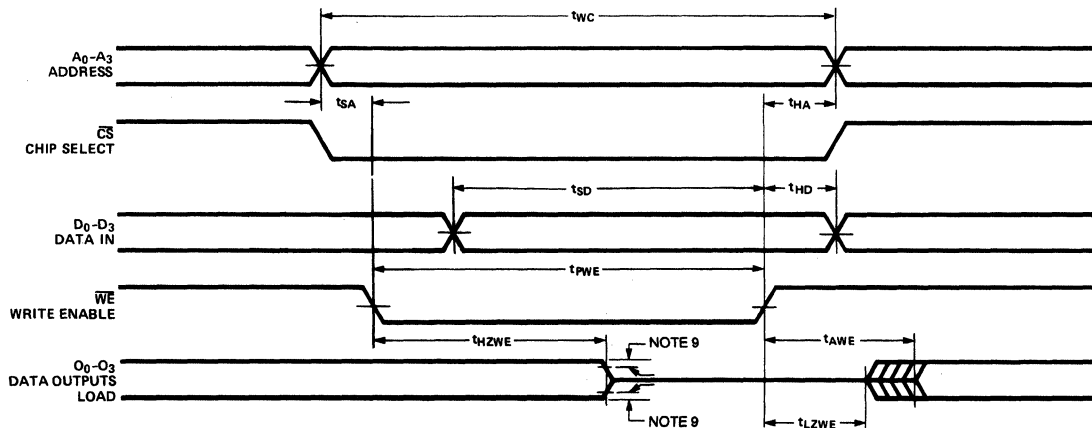 tWC
A0-A3
ADDRESS
tSA
tHA
CS
CHIP SELECT
tSD
tHD
D0-D3
DATA IN
tPWE
WE
WRITE ENABLE
tHZWE
NOTE 9
tAWE
O0-O3
DATA OUTPUTS
LOAD
NOTE 9
tLZWE